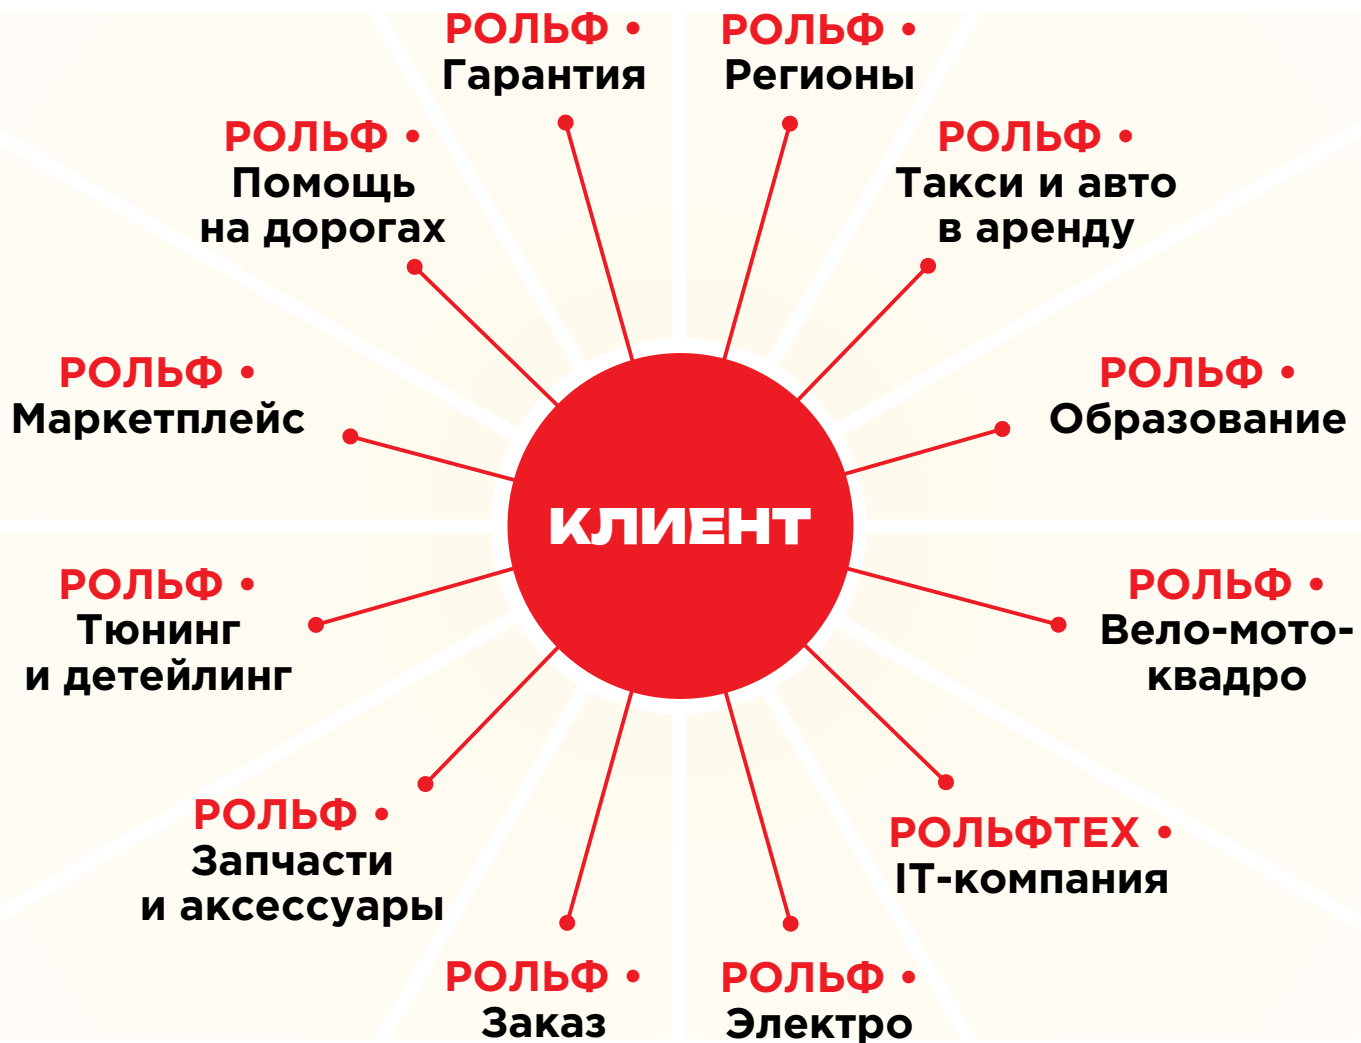 РОЛЬФ •
Гарантия
РОЛЬФ •
Регионы
РОЛЬФ •
Помощь
на дорогах
РОЛЬФ •
Такси и авто
в аренду
РОЛЬФ •
Маркетплейс
РОЛЬФ •
Образование
КЛИЕНТ
РОЛЬФ •
Тюнинг
и детейлинг
РОЛЬФ •
Вело-мото-
квадро
РОЛЬФ •
Запчасти
и аксессуары
РОЛЬФТЕХ •
IT-компания
РОЛЬФ •
Заказ
РОЛЬФ •
Электро